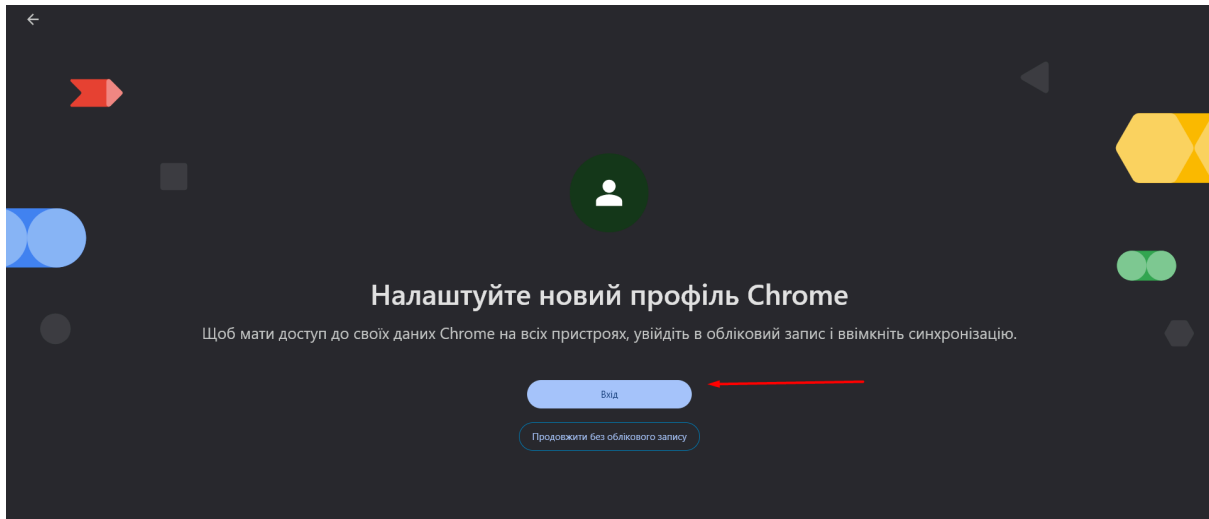 Налаштуйте новий профіль Chrome
Щоб мати доступ до своїх даних Chrome на всіх пристроях, увійдіть в обліковий запис і ввімкніть синхронізацію.
Вхід
Продовжити без облікового запису